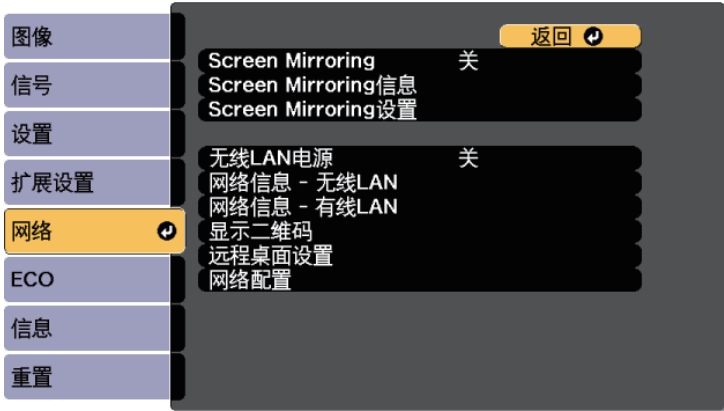 图像
信号
设置
扩展设置
网络
ECO
信息
重置
返回
Screen Mirroring 关
Screen Mirroring信息
Screen Mirroring设置
无线LAN电源 关
网络信息 - 无线LAN
网络信息 - 有线LAN
显示二维码
远程桌面设置
网络配置